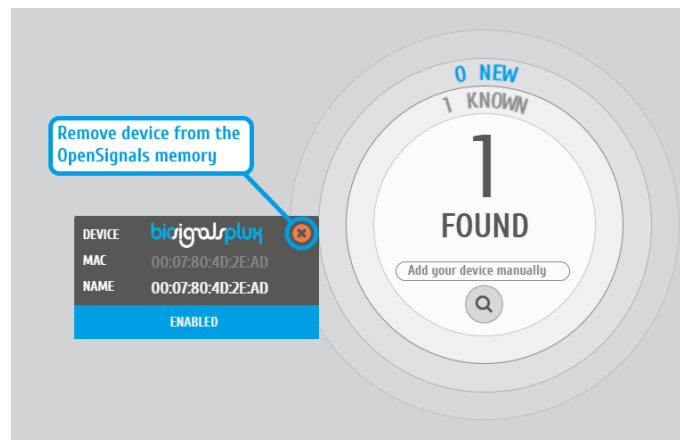 0 NEW
1 KNOWN
1
FOUND
Add your device manually
Remove device from the
OpenSignals memory
DEVICE biosignalsplux
MAC 00:07:80:4D:2E:AD
NAME 00:07:80:4D:2E:AD
ENABLED